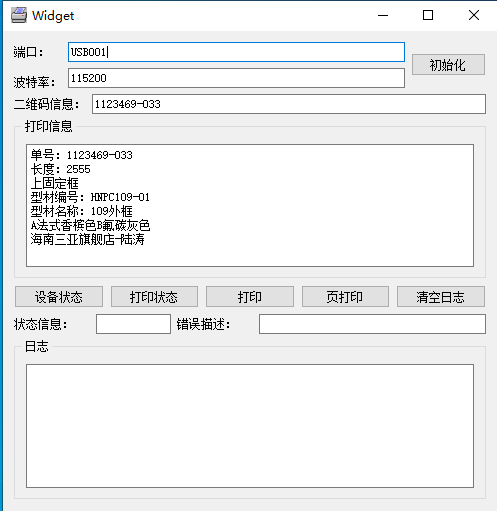 Widget
端口：
USB001
初始化
波特率：
115200
二维码信息：
1123469-033
打印信息
单号：1123469-033
长度：2555
上固定框
型材编号：HNPC109-01
型材名称：109外框
A法式香槟色B氟碳灰色
海南三亚旗舰店-陆涛
设备状态
打印状态
打印
页打印
清空日志
状态信息：
错误描述：
日志